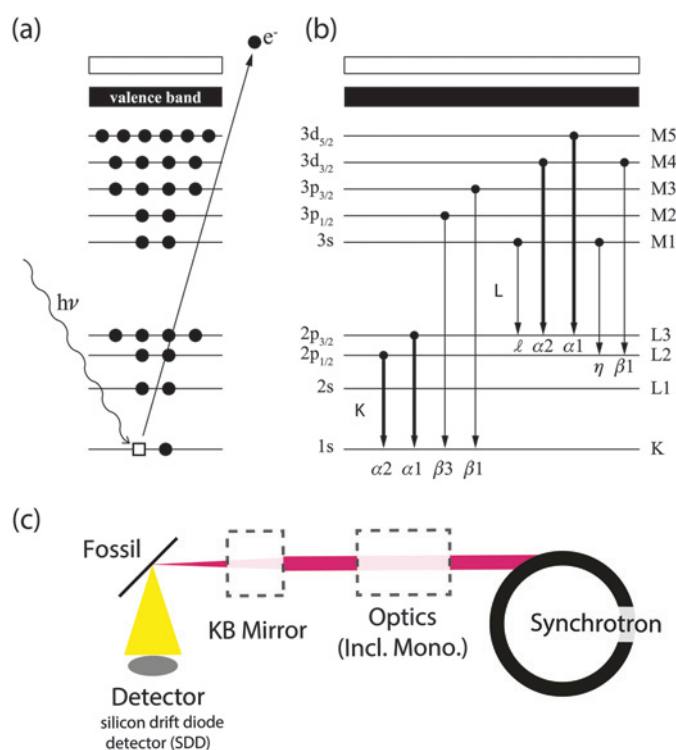 (a)
e-
valence band
hν
(b)
3d5/2 M5
3d3/2 M4
3p3/2 M3
3p1/2 M2
3s M1
L
2p3/2 L3
ℓ α2 α1
2p1/2 L2
η β1
2s L1
K
1s K
α2 α1 β3 β1
(c)
Fossil
KB Mirror
Optics
(Incl. Mono.)
Synchrotron
Detector
silicon drift diode
detector (SDD)